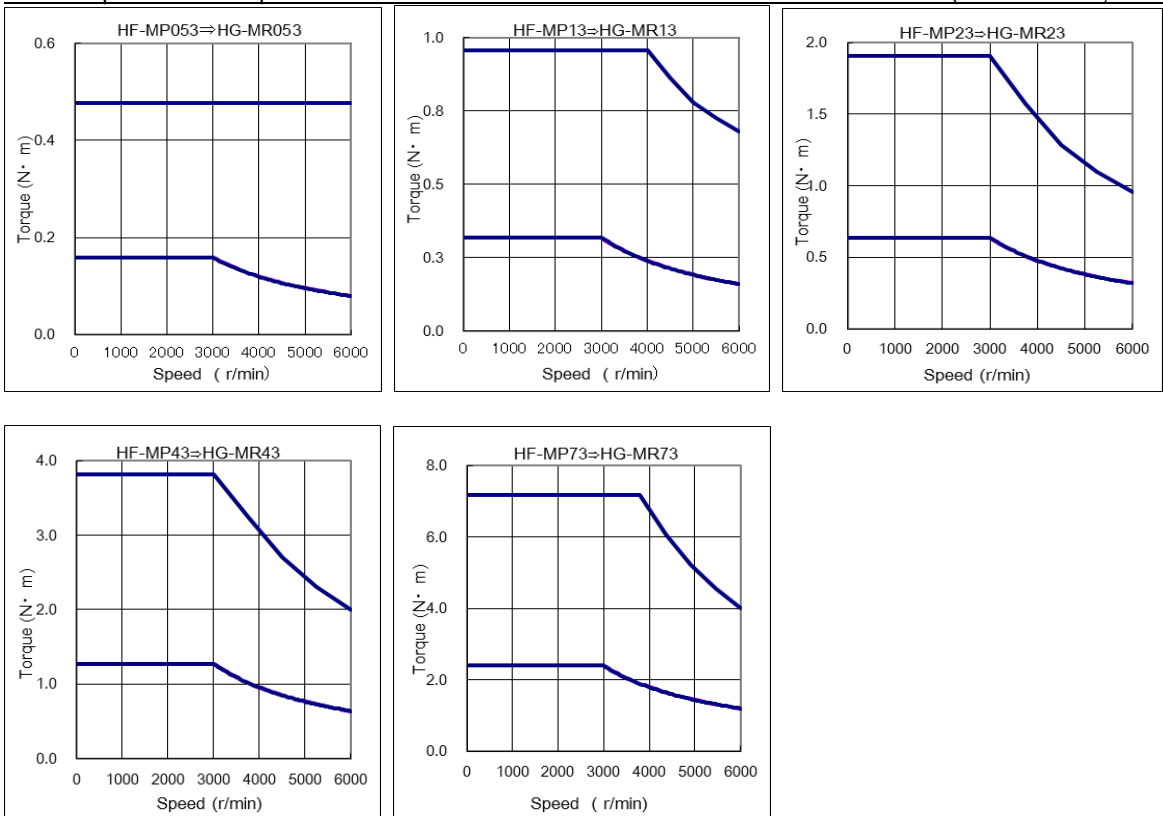 HF-MP053⇒HG-MR053
0.6
0.4
0.2
0.0
Torque (N・m)
0 1000 2000 3000 4000 5000 6000
Speed ( r/min)
HF-MP13⇒HG-MR13
1.0
0.8
0.5
0.3
0.0
Torque (N・m)
0 1000 2000 3000 4000 5000 6000
Speed ( r/min)
HF-MP23⇒HG-MR23
2.0
1.5
1.0
0.5
0.0
Torque (N・m)
0 1000 2000 3000 4000 5000 6000
Speed (r/min)
HF-MP43⇒HG-MR43
4.0
3.0
2.0
1.0
0.0
Torque (N・m)
0 1000 2000 3000 4000 5000 6000
Speed (r/min)
HF-MP73⇒HG-MR73
8.0
6.0
4.0
2.0
0.0
Torque (N・m)
0 1000 2000 3000 4000 5000 6000
Speed ( r/min)